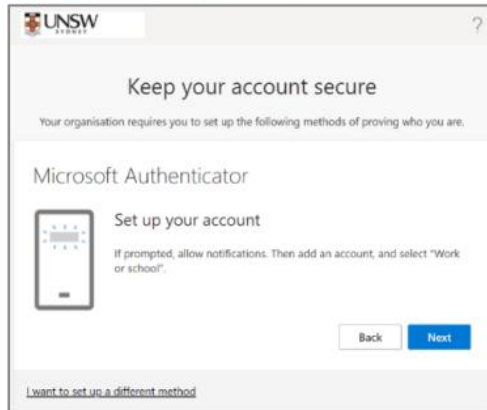 UNSW
SYDNEY
?
Keep your account secure
Your organisation requires you to set up the following methods of proving who you are.
Microsoft Authenticator
Set up your account
If prompted, allow notifications. Then add an account, and select "Work
or school".
Back
Next
I want to set up a different method